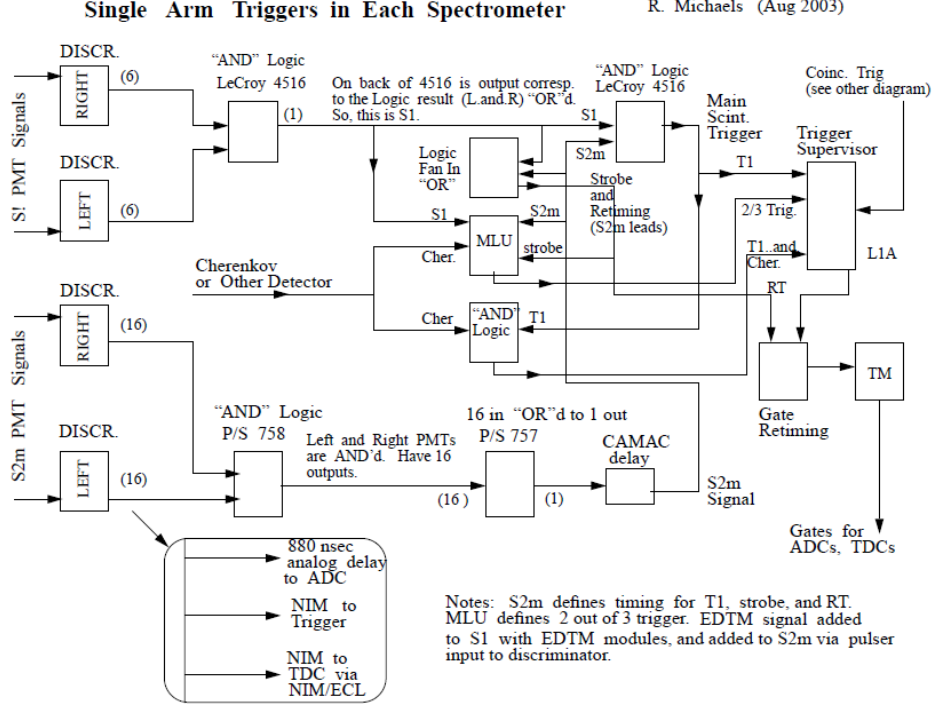 Single Arm Triggers in Each Spectrometer
R. Michaels (Aug 2003)
DISCR.
RIGHT
(6)
S! PMT Signals
DISCR.
LEFT
(6)
“AND” Logic
LeCroy 4516
(1)
On back of 4516 is output corresp.
to the Logic result (L.and.R) “OR”d.
So, this is S1.
“AND” Logic
LeCroy 4516
S1
S2m
Main
Scint.
Trigger
Coinc. Trig
(see other diagram)
Trigger
Supervisor
T1
Logic
Fan In
“OR”
Strobe
and
Retiming
(S2m leads)
2/3 Trig.
S1
S2m
MLU
Cher.
strobe
T1..and
Cher.
L1A
RT
Cherenkov
or Other Detector
Cher
“AND”
Logic
T1
DISCR.
RIGHT
(16)
S2m PMT Signals
DISCR.
LEFT
(16)
“AND” Logic
P/S 758
Left and Right PMTs
are AND’d. Have 16
outputs.
16 in “OR”d to 1 out
P/S 757
(16 )
(1)
CAMAC
delay
S2m
Signal
Gate
Retiming
TM
Gates for
ADCs, TDCs
880 nsec
analog delay
to ADC
NIM to
Trigger
NIM to
TDC via
NIM/ECL
Notes: S2m defines timing for T1, strobe, and RT.
MLU defines 2 out of 3 trigger. EDTM signal added
to S1 with EDTM modules, and added to S2m via pulser
input to discriminator.